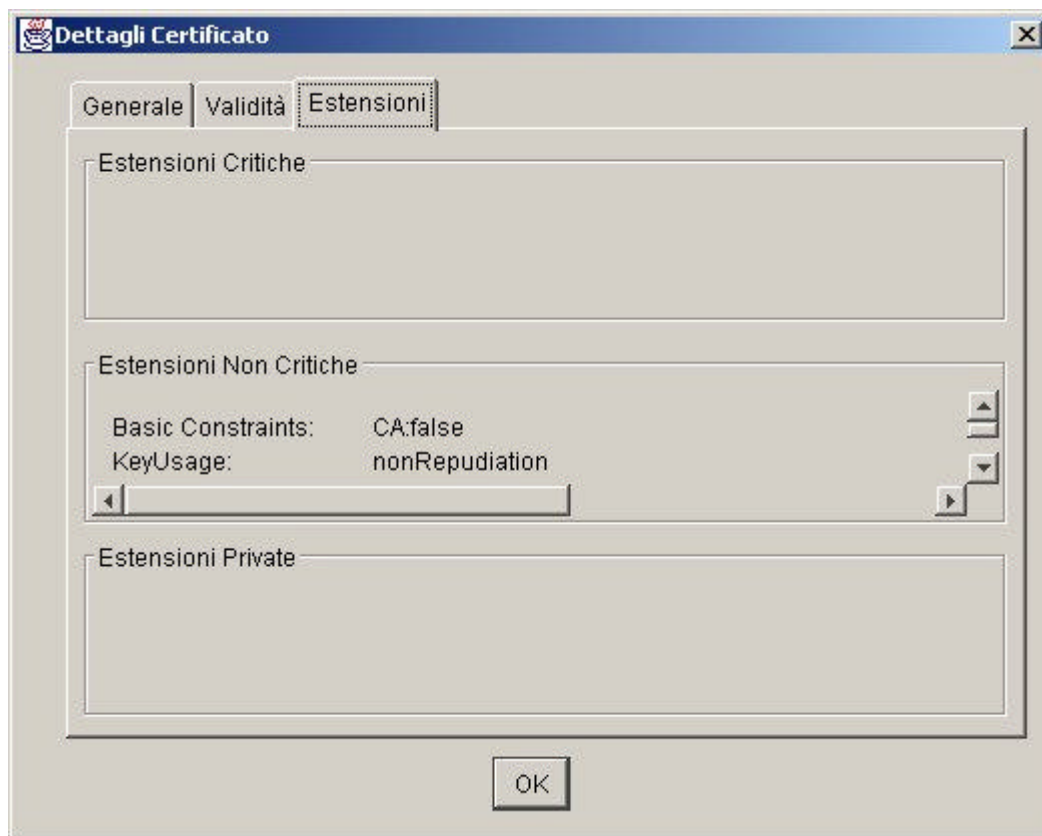 Dettagli Certificato
Generale Validità Estensioni
Estensioni Critiche
Estensioni Non Critiche
Basic Constraints: CA:false
KeyUsage: nonRepudiation
Estensioni Private
OK